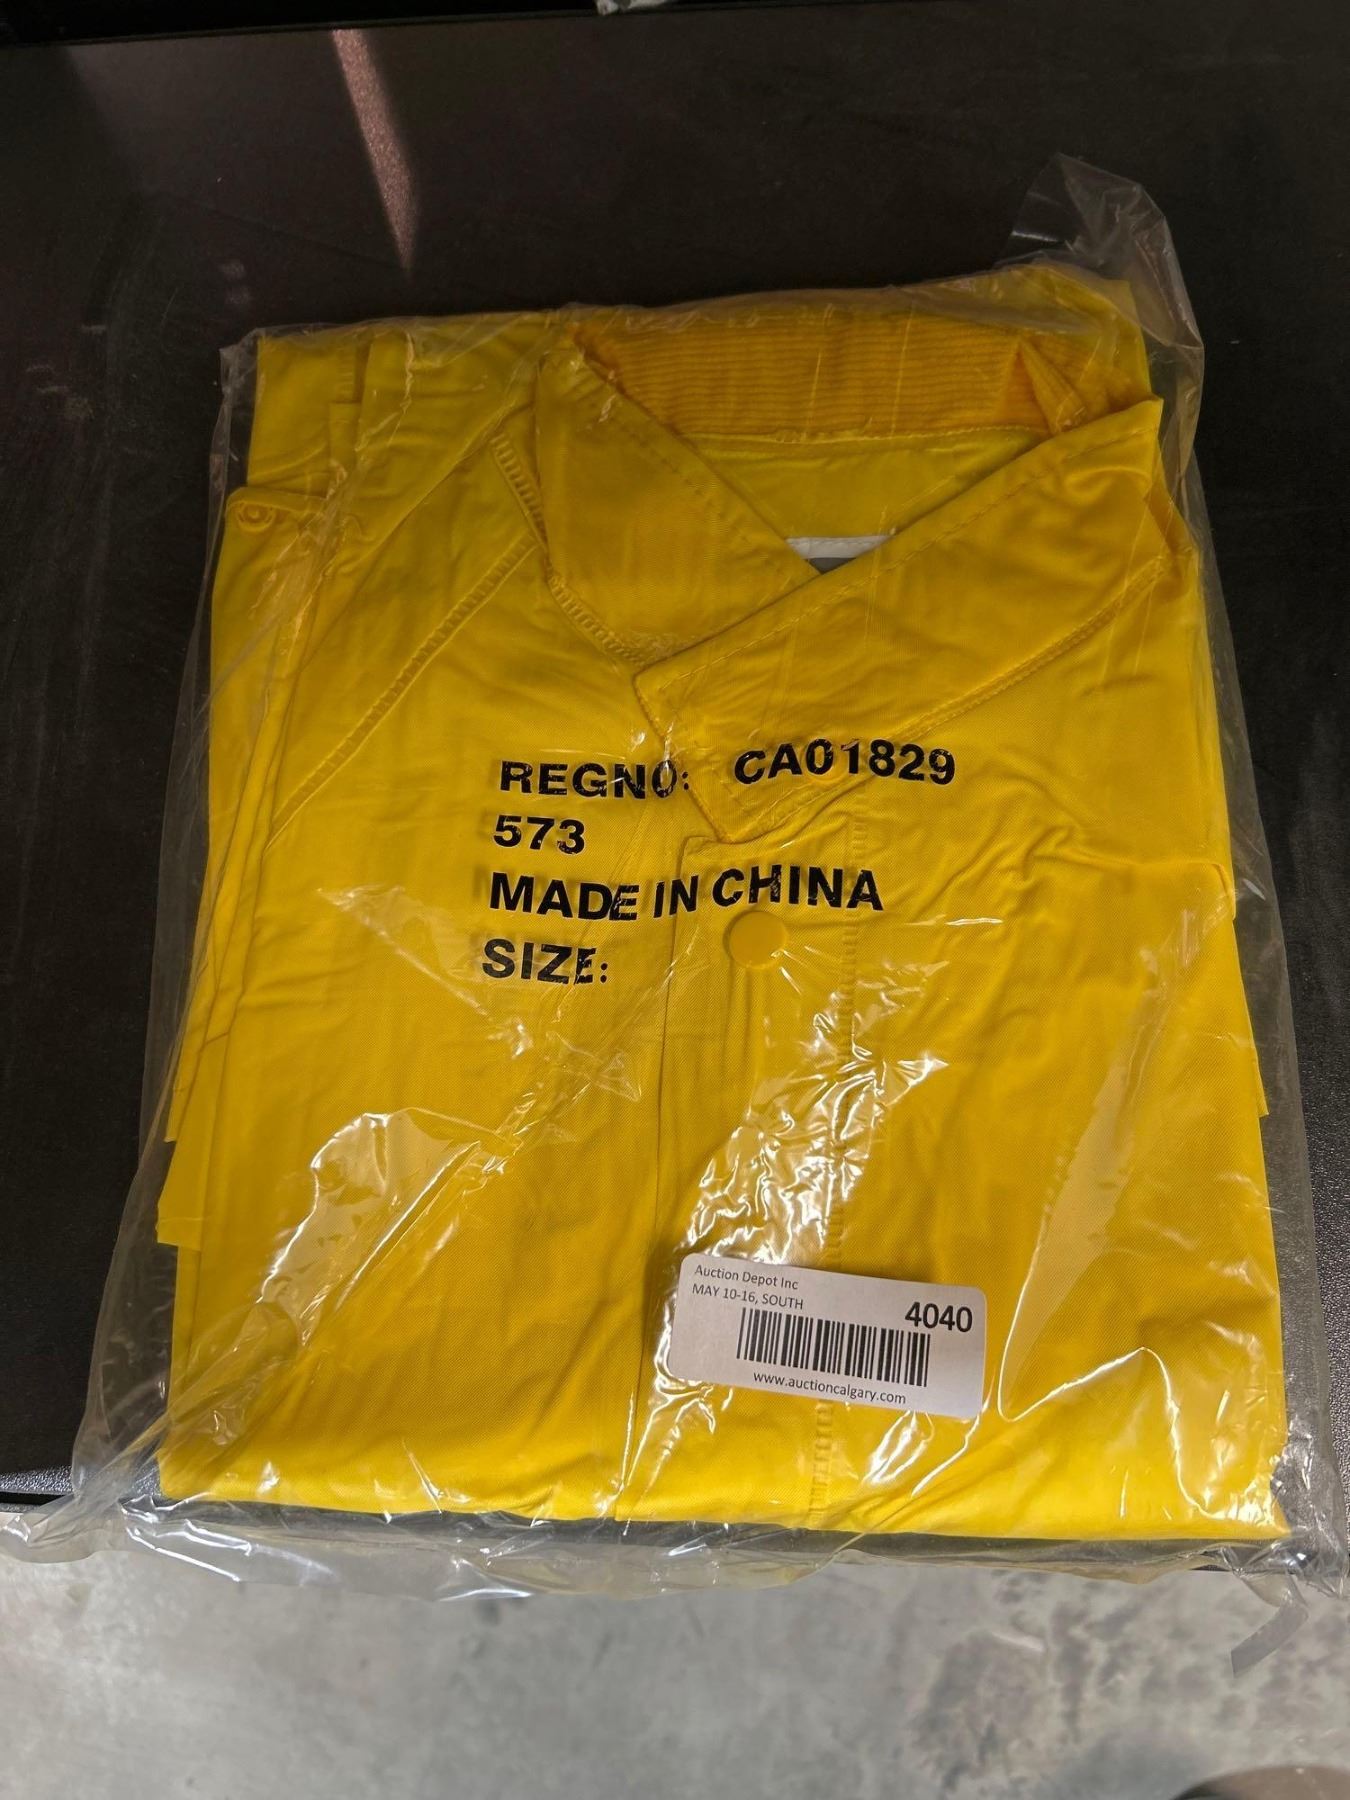 REGNO: CA01829
573
MADE IN CHINA
SIZE:
Auction Depot Inc
MAY 10-16, SOUTH
4040
www.auctioncalgary.com